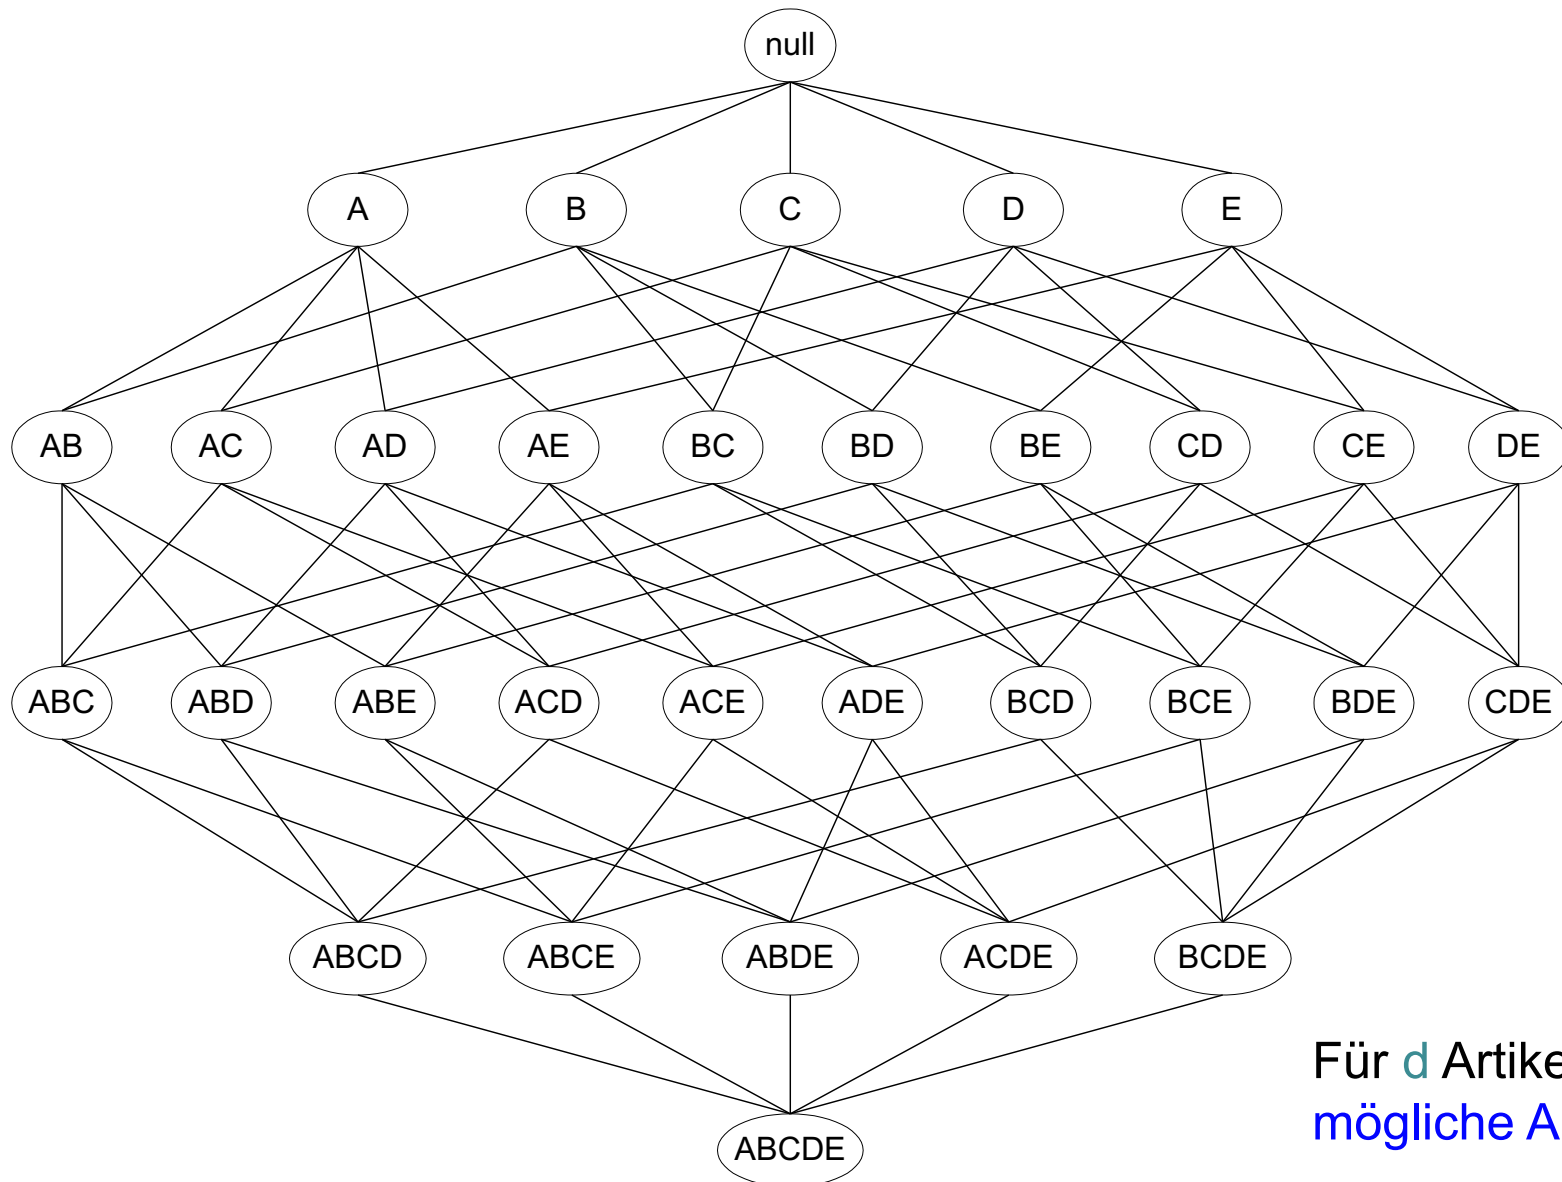 null
A B C D E
AB AC AD AE BC BD BE CD CE DE
ABC ABD ABE ACD ACE ADE BCD BCE BDE CDE
ABCD ABCE ABDE ACDE BCDE
Für d Artike
mögliche A
ABCDE